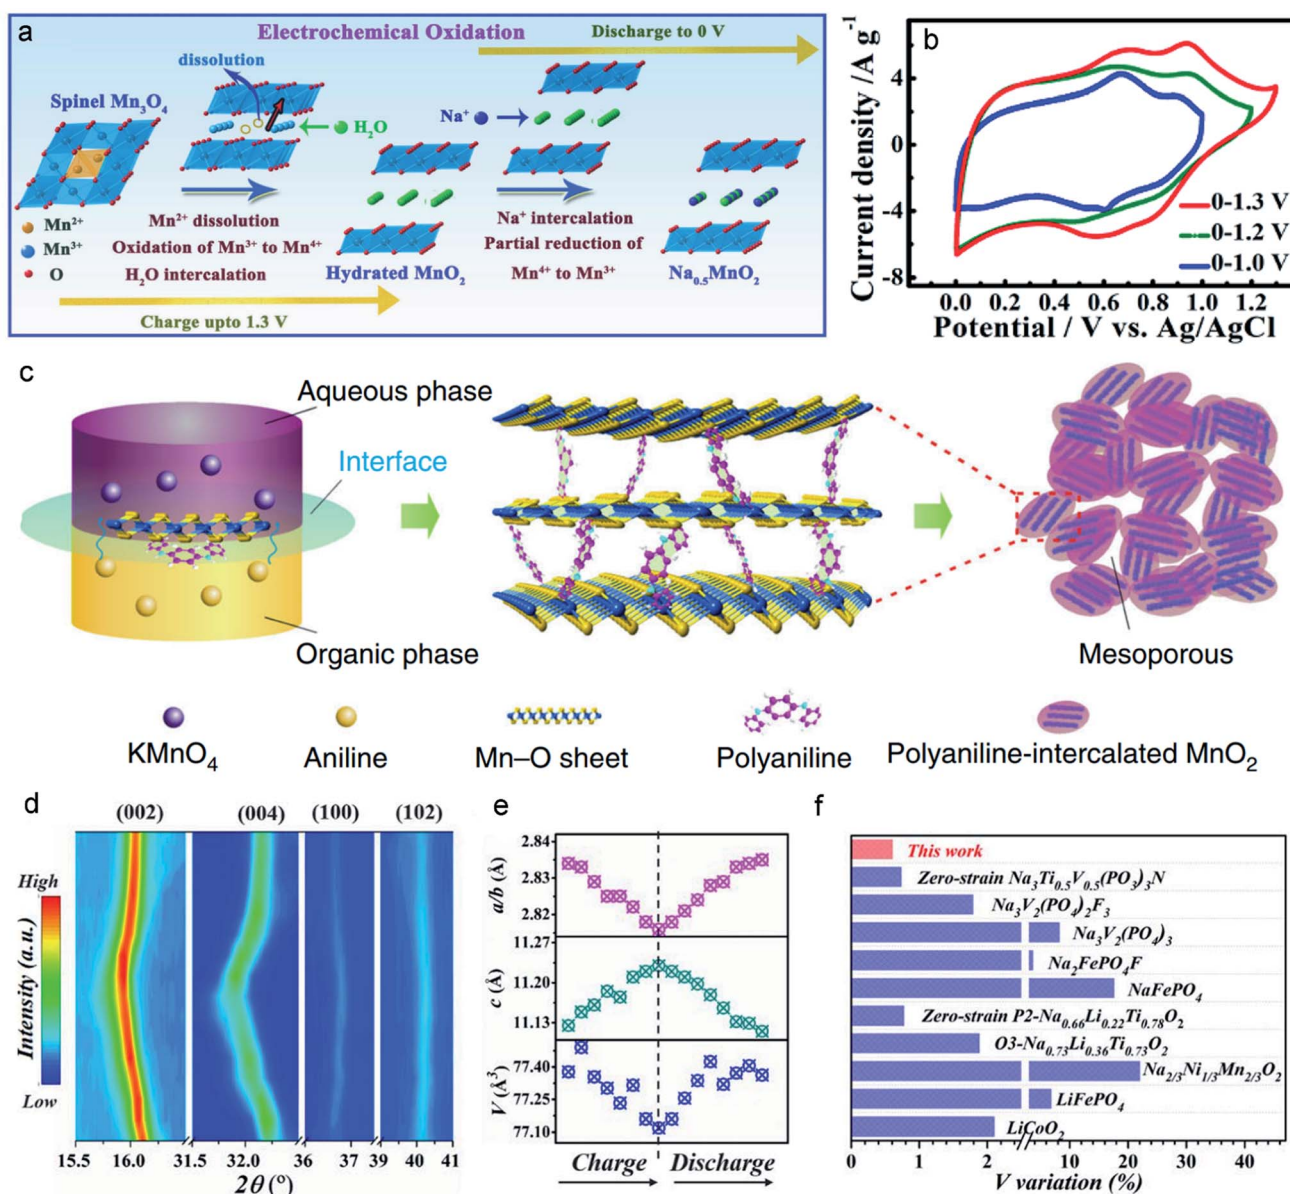 a
Electrochemical Oxidation
Discharge to 0 V
dissolution
Spinel Mn₃O₄
H₂O
Na⁺
Mn²⁺
Mn³⁺
O
Mn²⁺ dissolution
Oxidation of Mn³⁺ to Mn⁴⁺
H₂O intercalation
Hydrated MnO₂
Na⁺ intercalation
Partial reduction of
Mn⁴⁺ to Mn³⁺
Na₀.₅MnO₂
Charge upto 1.3 V
b
Current density /A g⁻¹
8
4
0
-4
-8
0-1.3 V
0-1.2 V
0-1.0 V
0.0 0.2 0.4 0.6 0.8 1.0 1.2
Potential / V vs. Ag/AgCl
c
Aqueous phase
Interface
Organic phase
Mesoporous
KMnO₄
Aniline
Mn–O sheet
Polyaniline
Polyaniline-intercalated MnO₂
d
(002) (004) (100) (102)
High
Intensity (a.u.)
Low
15.5 16.0 31.5 32.0 36 37 39 40 41
2θ (°)
e
a/b (Å)
2.84
2.83
2.82
c (Å)
11.27
11.20
11.13
V (Å³)
77.40
77.25
77.10
Charge Discharge
f
This work
Zero-strain Na₃Ti₀.₅V₀.₅(PO₃)₃N
Na₃V₂(PO₄)₂F₃
Na₃V₂(PO₄)₃
Na₂FePO₄F
NaFePO₄
Zero-strain P2-Na₀.₆₆Li₀.₂₂Ti₀.₇₈O₂
O3-Na₀.₇₃Li₀.₃₆Ti₀.₇₃O₂
Na₂/₃Ni₁/₃Mn₂/₃O₂
LiFePO₄
LiCoO₂
0 1 2 10 20 30 40
V variation (%)